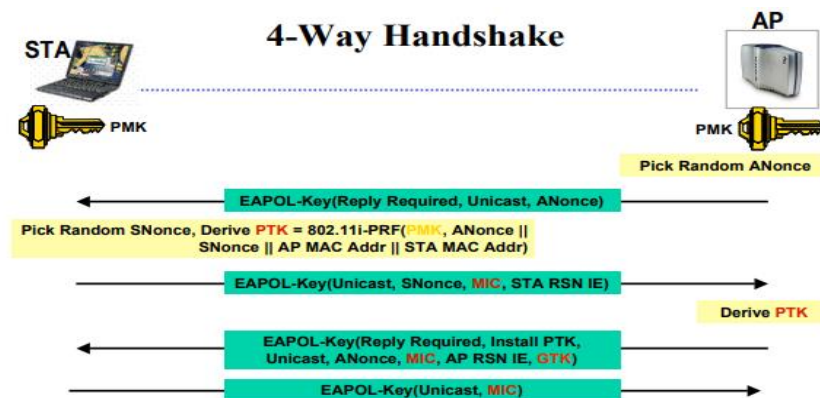 4-Way Handshake
STA
AP
PMK
PMK
Pick Random ANonce
EAPOL-Key(Reply Required, Unicast, ANonce)
Pick Random SNonce, Derive PTK = 802.11i-PRF(PMK, ANonce ||
SNonce || AP MAC Addr || STA MAC Addr)
EAPOL-Key(Unicast, SNonce, MIC, STA RSN IE)
Derive PTK
EAPOL-Key(Reply Required, Install PTK,
Unicast, ANonce, MIC, AP RSN IE, GTK)
EAPOL-Key(Unicast, MIC)